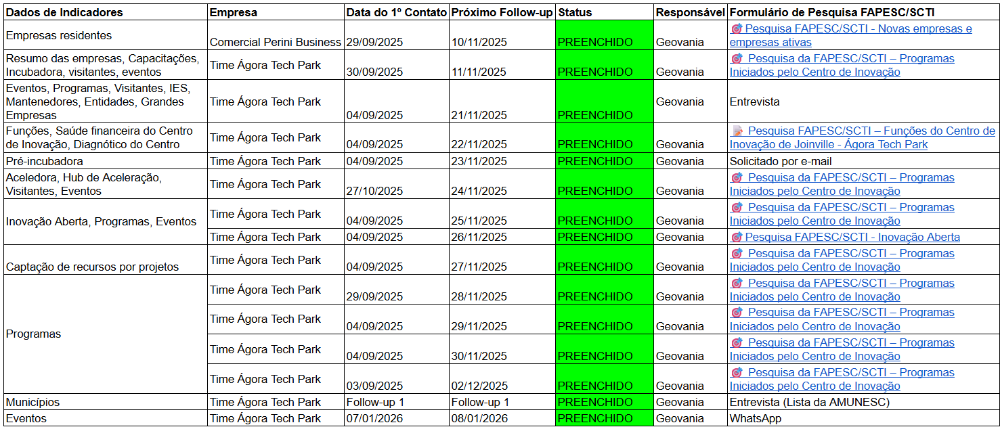 Dados de Indicadores Empresa Data do 1º Contato Próximo Follow-up Status Responsável Formulário de Pesquisa FAPESC/SCTI
Empresas residentes Comercial Perini Business 29/09/2025 10/11/2025 PREENCHIDO Geovania 🎯 Pesquisa FAPESC/SCTI - Novas empresas e
empresas ativas
Resumo das empresas, Capacitações,
Incubadora, visitantes, eventos Time Ágora Tech Park 30/09/2025 11/11/2025 PREENCHIDO Geovania 🎯 Pesquisa da FAPESC/SCTI – Programas
Iniciados pelo Centro de Inovação
Eventos, Programas, Visitantes, IES,
Mantenedores, Entidades, Grandes
Empresas Time Ágora Tech Park 04/09/2025 21/11/2025 PREENCHIDO Geovania Entrevista
Funções, Saúde financeira do Centro
de Inovação, Diagnótico do Centro Time Ágora Tech Park 04/09/2025 22/11/2025 PREENCHIDO Geovania 📝 Pesquisa FAPESC/SCTI – Funções do Centro de
Inovação de Joinville - Ágora Tech Park
Pré-incubadora Time Ágora Tech Park 04/09/2025 23/11/2025 PREENCHIDO Geovania Solicitado por e-mail
Aceledora, Hub de Aceleração,
Visitantes, Eventos Time Ágora Tech Park 27/10/2025 24/11/2025 PREENCHIDO Geovania 🎯 Pesquisa da FAPESC/SCTI – Programas
Iniciados pelo Centro de Inovação
Inovação Aberta, Programas, Eventos Time Ágora Tech Park 04/09/2025 25/11/2025 PREENCHIDO Geovania 🎯 Pesquisa da FAPESC/SCTI – Programas
Iniciados pelo Centro de Inovação
Time Ágora Tech Park 04/09/2025 26/11/2025 PREENCHIDO Geovania 🎯 Pesquisa FAPESC/SCTI - Inovação Aberta
Captação de recursos por projetos Time Ágora Tech Park 04/09/2025 27/11/2025 PREENCHIDO Geovania 🎯 Pesquisa da FAPESC/SCTI – Programas
Iniciados pelo Centro de Inovação
Programas Time Ágora Tech Park 29/09/2025 28/11/2025 PREENCHIDO Geovania 🎯 Pesquisa da FAPESC/SCTI – Programas
Iniciados pelo Centro de Inovação
Time Ágora Tech Park 04/09/2025 29/11/2025 PREENCHIDO Geovania 🎯 Pesquisa da FAPESC/SCTI – Programas
Iniciados pelo Centro de Inovação
Time Ágora Tech Park 04/09/2025 30/11/2025 PREENCHIDO Geovania 🎯 Pesquisa da FAPESC/SCTI – Programas
Iniciados pelo Centro de Inovação
Time Ágora Tech Park 03/09/2025 02/12/2025 PREENCHIDO Geovania 🎯 Pesquisa da FAPESC/SCTI – Programas
Iniciados pelo Centro de Inovação
Municípios Time Ágora Tech Park Follow-up 1 Follow-up 1 PREENCHIDO Geovania Entrevista (Lista da AMUNESC)
Eventos Time Ágora Tech Park 07/01/2026 08/01/2026 PREENCHIDO Geovania WhatsApp